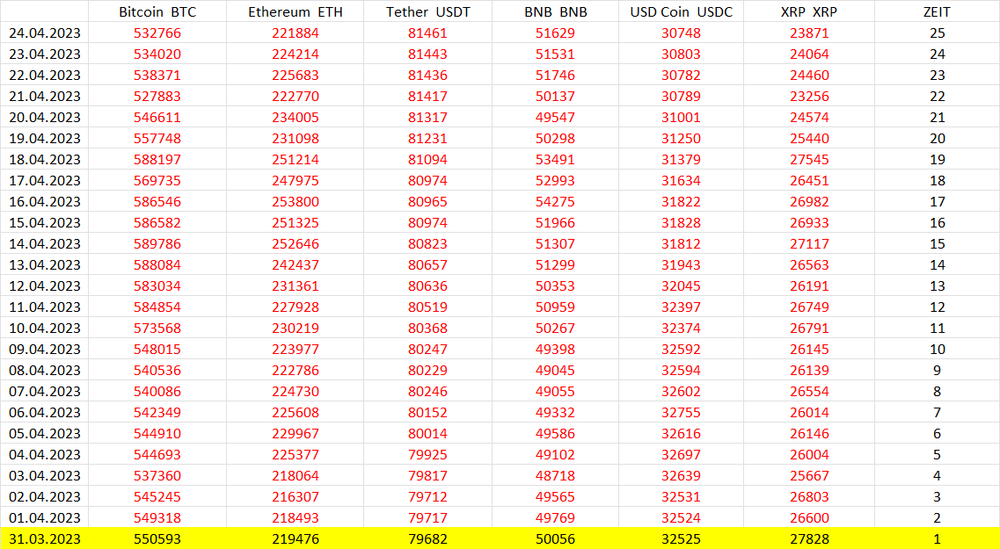 Bitcoin BTC Ethereum ETH Tether USDT BNB BNB USD Coin USDC XRP XRP ZEIT
24.04.2023 532766 221884 81461 51629 30748 23871 25
23.04.2023 534020 224214 81443 51531 30803 24064 24
22.04.2023 538371 225683 81436 51746 30782 24460 23
21.04.2023 527883 222770 81417 50137 30789 23256 22
20.04.2023 546611 234005 81317 49547 31001 24574 21
19.04.2023 557748 231098 81231 50298 31250 25440 20
18.04.2023 588197 251214 81094 53491 31379 27545 19
17.04.2023 569735 247975 80974 52993 31634 26451 18
16.04.2023 586546 253800 80965 54275 31822 26982 17
15.04.2023 586582 251325 80974 51966 31828 26933 16
14.04.2023 589786 252646 80823 51307 31812 27117 15
13.04.2023 588084 242437 80657 51299 31943 26563 14
12.04.2023 583034 231361 80636 50353 32045 26191 13
11.04.2023 584854 227928 80519 50959 32397 26749 12
10.04.2023 573568 230219 80368 50267 32374 26791 11
09.04.2023 548015 223977 80247 49398 32592 26145 10
08.04.2023 540536 222786 80229 49045 32594 26139 9
07.04.2023 540086 224730 80246 49055 32602 26554 8
06.04.2023 542349 225608 80152 49332 32755 26014 7
05.04.2023 544910 229967 80014 49586 32616 26146 6
04.04.2023 544693 225377 79925 49102 32697 26004 5
03.04.2023 537360 218064 79817 48718 32639 25667 4
02.04.2023 545245 216307 79712 49565 32531 26803 3
01.04.2023 549318 218493 79717 49769 32524 26600 2
31.03.2023 550593 219476 79682 50056 32525 27828 1